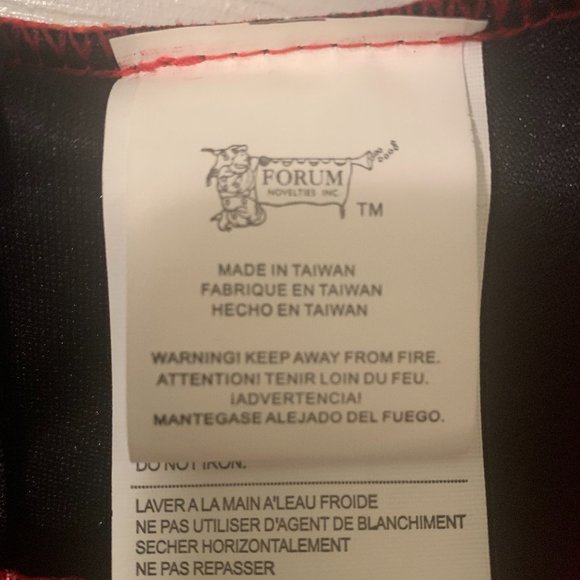 FORUM
NOVELTIES INC.
TM
MADE IN TAIWAN
FABRIQUE EN TAIWAN
HECHO EN TAIWAN
WARNING! KEEP AWAY FROM FIRE.
ATTENTION! TENIR LOIN DU FEU.
¡ADVERTENCIA!
MANTEGASE ALEJADO DEL FUEGO.
DO NOT IRON.
LAVER A LA MAIN A'LEAU FROIDE
NE PAS UTILISER D'AGENT DE BLANCHIMENT
SECHER HORIZONTALEMENT
NE PAS REPASSER